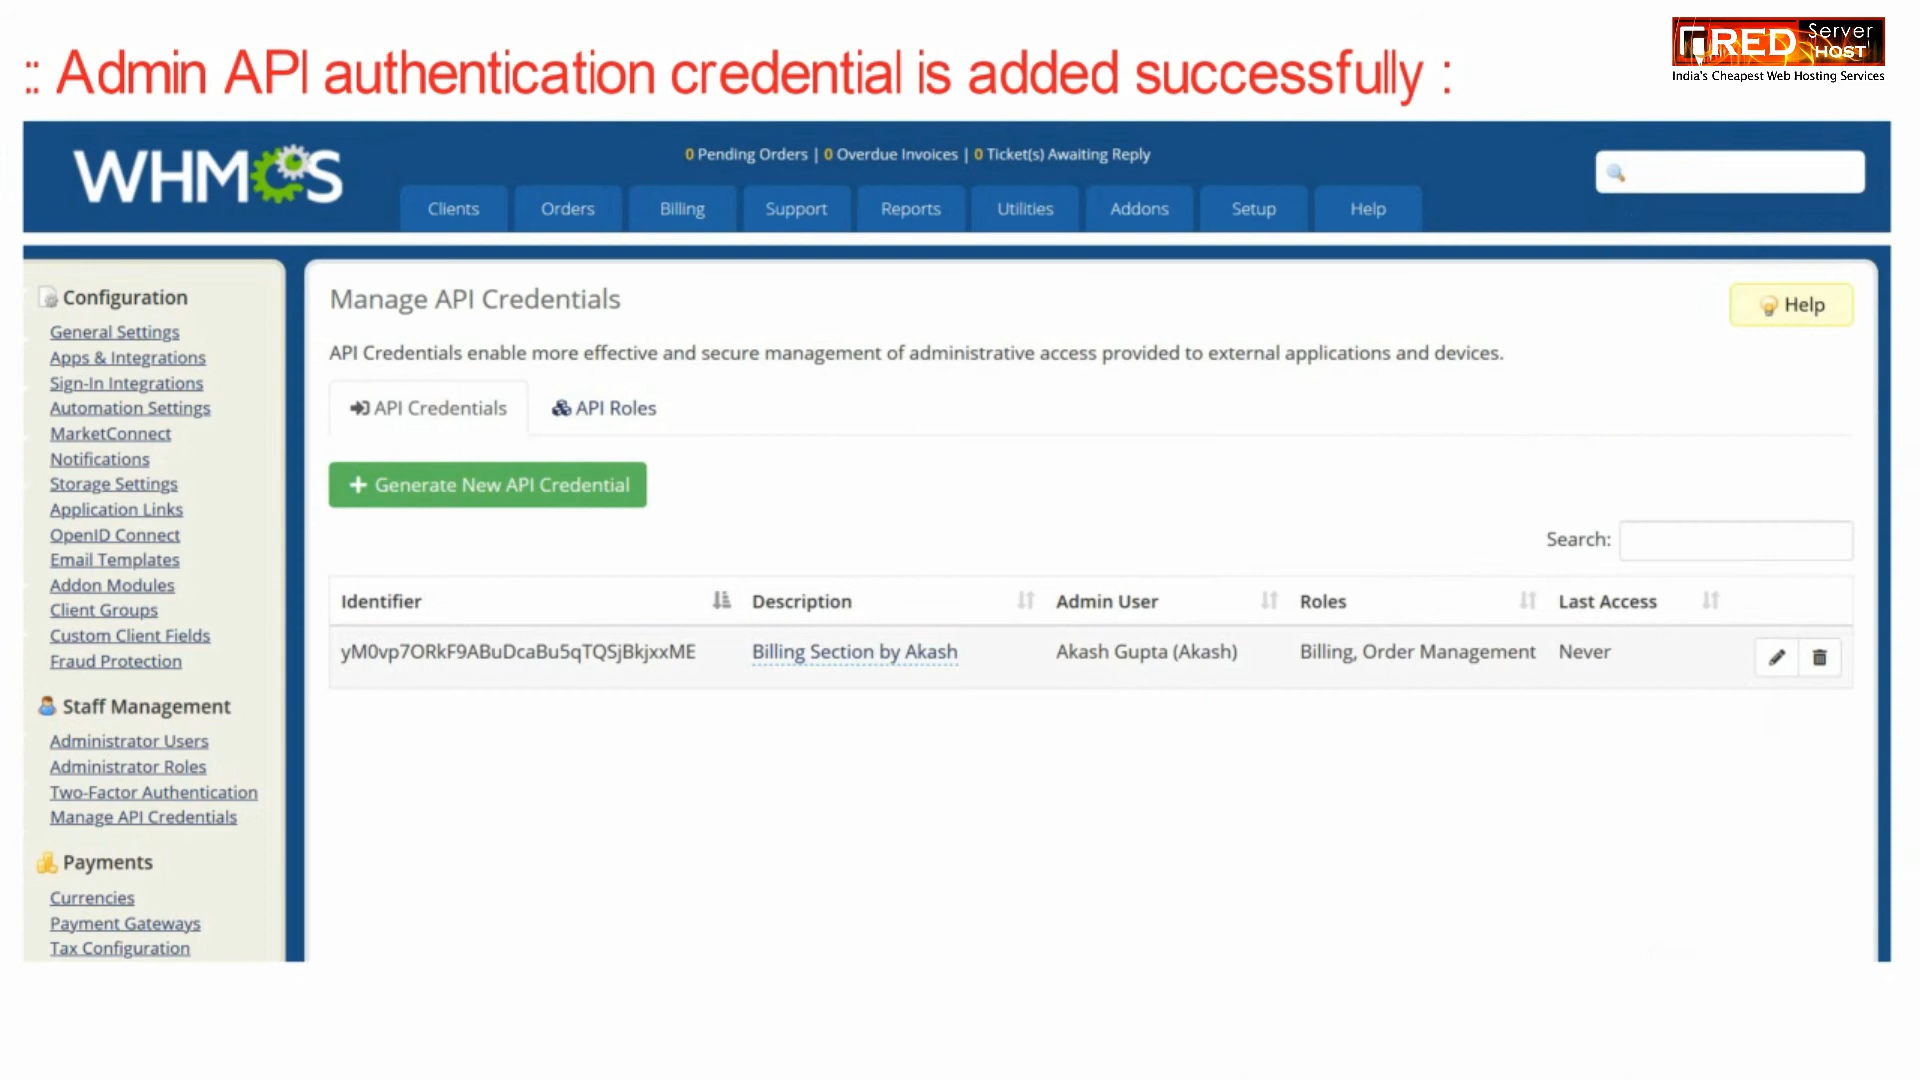 :: Admin API authentication credential is added successfully :
RED Server HOST
India's Cheapest Web Hosting Services
WHMCS
0 Pending Orders | 0 Overdue Invoices | 0 Ticket(s) Awaiting Reply
Clients Orders Billing Support Reports Utilities Addons Setup Help
Configuration
General Settings
Apps & Integrations
Sign-In Integrations
Automation Settings
MarketConnect
Notifications
Storage Settings
Application Links
OpenID Connect
Email Templates
Addon Modules
Client Groups
Custom Client Fields
Fraud Protection
Staff Management
Administrator Users
Administrator Roles
Two-Factor Authentication
Manage API Credentials
Payments
Currencies
Payment Gateways
Tax Configuration
Manage API Credentials
Help
API Credentials enable more effective and secure management of administrative access provided to external applications and devices.
API Credentials API Roles
+ Generate New API Credential
Search:
Identifier Description Admin User Roles Last Access
yM0vp7ORkF9ABuDcaBu5qTQSjBkjxxME Billing Section by Akash Akash Gupta (Akash) Billing, Order Management Never